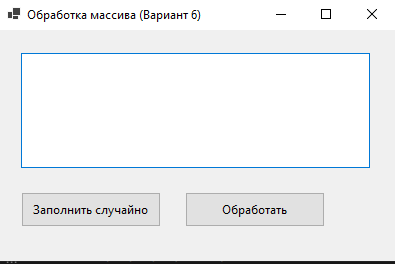 Обработка массива (Вариант 6)
Заполнить случайно
Обработать